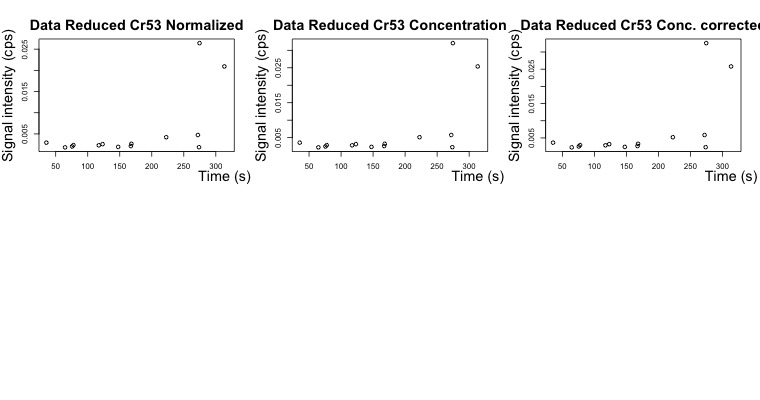 Data Reduced Cr53 Normalized
Signal intensity (cps)
0.005 0.015 0.025
50 100 150 200 250 300
Time (s)
Data Reduced Cr53 Concentration
Signal intensity (cps)
0.005 0.015 0.025
50 100 150 200 250 300
Time (s)
Data Reduced Cr53 Conc. corrected
Signal intensity (cps)
0.005 0.015 0.025
50 100 150 200 250 300
Time (s)